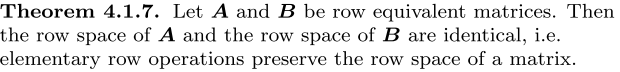 Theorem 4.1.7. Let A and B be row equivalent matrices. Then
the row space of A and the row space of B are identical, i.e.
elementary row operations preserve the row space of a matrix.